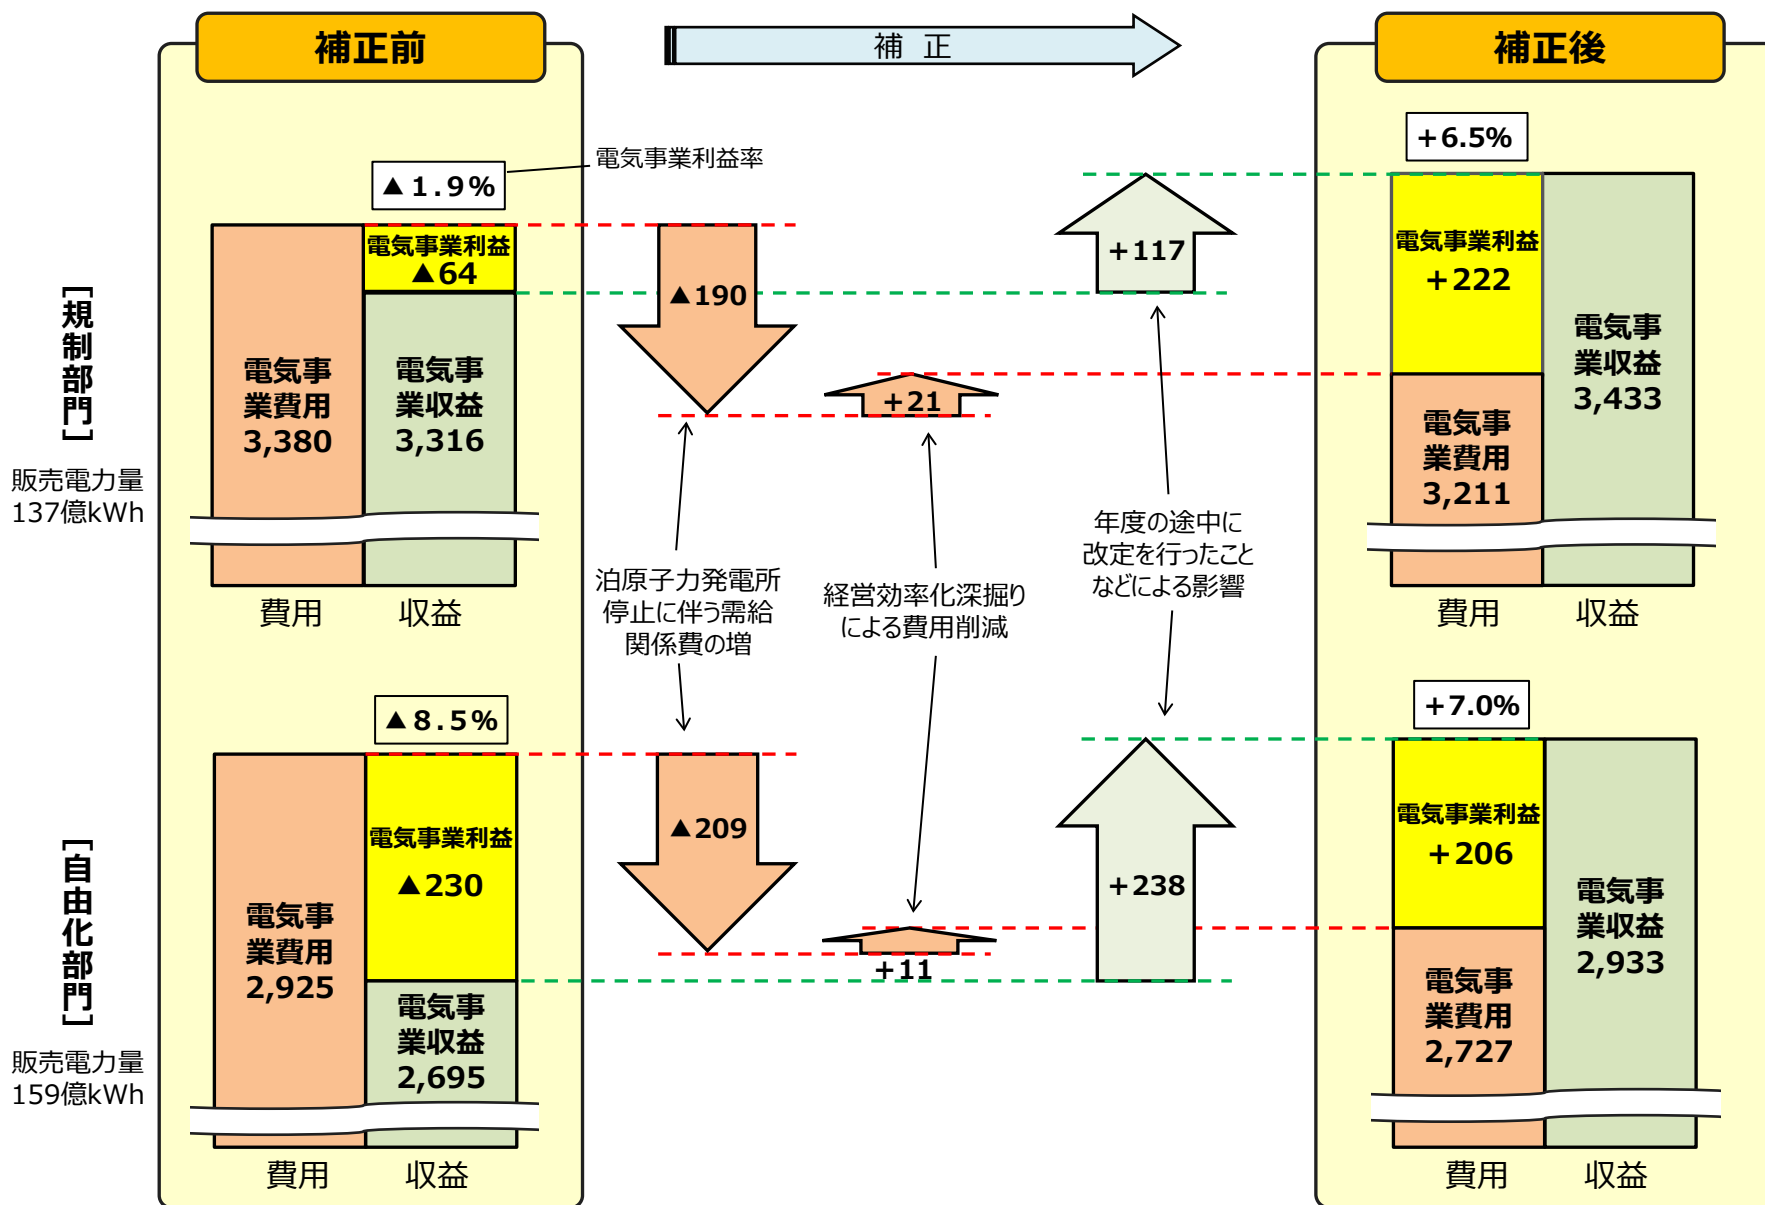 補正前
補 正
補正後
[規制部門]
販売電力量
137億kWh
▲1.9%
電気事業利益率
電気事業利益
▲64
電気事
業費用
3,380
電気事
業収益
3,316
費用
収益
▲190
+21
+117
+6.5%
電気事業利益
+222
電気事
業費用
3,211
電気事
業収益
3,433
費用
収益
泊原子力発電所
停止に伴う需給
関係費の増
経営効率化深掘り
による費用削減
年度の途中に
改定を行ったこと
などによる影響
[自由化部門]
販売電力量
159億kWh
▲8.5%
電気事業利益
▲230
電気事
業費用
2,925
電気事
業収益
2,695
費用
収益
▲209
+11
+238
+7.0%
電気事業利益
+206
電気事
業費用
2,727
電気事
業収益
2,933
費用
収益